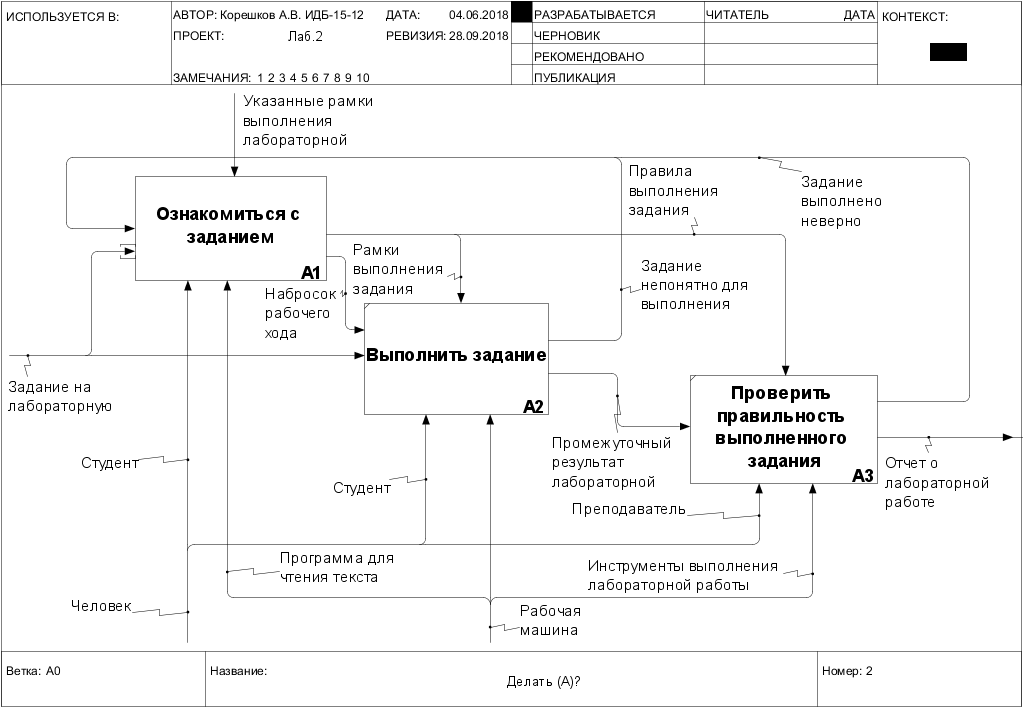 ИСПОЛЬЗУЕТСЯ В:
АВТОР: Корешков А.В. ИДБ-15-12
ДАТА: 04.06.2018
ПРОЕКТ: Лаб.2
РЕВИЗИЯ: 28.09.2018
ЗАМЕЧАНИЯ: 1 2 3 4 5 6 7 8 9 10
РАЗРАБАТЫВАЕТСЯ
ЧЕРНОВИК
РЕКОМЕНДОВАНО
ПУБЛИКАЦИЯ
ЧИТАТЕЛЬ ДАТА
КОНТЕКСТ:
Указанные рамки
выполнения
лабораторной
Правила
выполнения
задания
Задание
выполнено
неверно
Ознакомиться с
заданием
A1
Рамки
выполнения
задания
Задание
непонятно для
выполнения
Набросок
рабочего
хода
Выполнить задание
A2
Задание на
лабораторную
Проверить
правильность
выполненного
задания
A3
Промежуточный
результат
лабораторной
Отчет о
лабораторной
работе
Студент
Студент
Преподаватель
Программа для
чтения текста
Инструменты выполнения
лабораторной работы
Человек
Рабочая
машина
Ветка: A0
Название:
Делать (A)?
Номер: 2